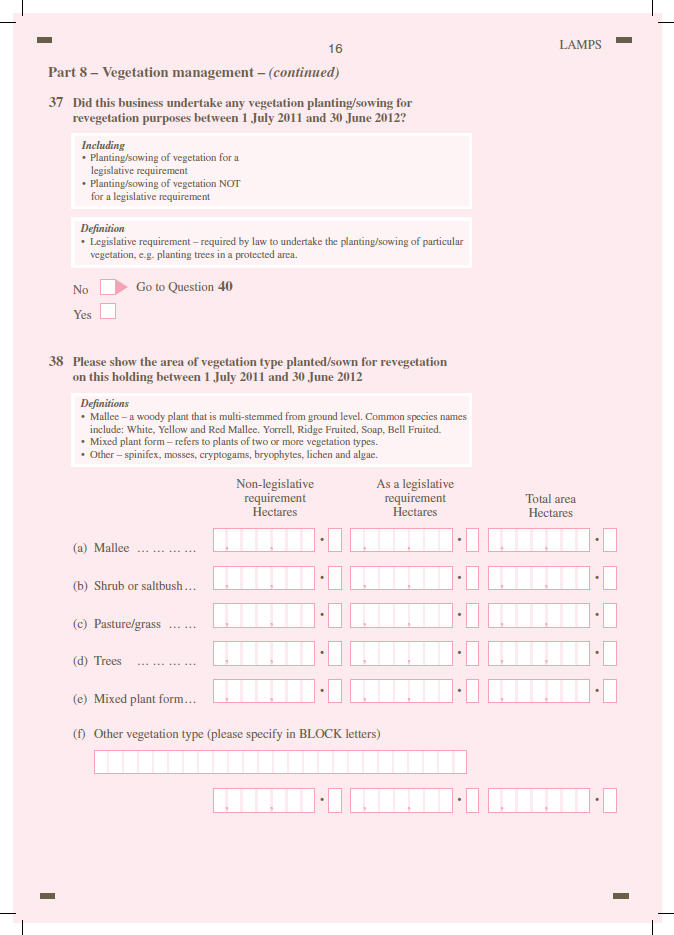 16
LAMPS
Part 8 – Vegetation management – (continued)
37 Did this business undertake any vegetation planting/sowing for
revegetation purposes between 1 July 2011 and 30 June 2012?
Including
• Planting/sowing of vegetation for a
legislative requirement
• Planting/sowing of vegetation NOT
for a legislative requirement
Definition
• Legislative requirement – required by law to undertake the planting/sowing of particular
vegetation, e.g. planting trees in a protected area.
No Go to Question 40
Yes
38 Please show the area of vegetation type planted/sown for revegetation
on this holding between 1 July 2011 and 30 June 2012
Definitions
• Mallee – a woody plant that is multi-stemmed from ground level. Common species names
include: White, Yellow and Red Mallee. Yorrell, Ridge Fruited, Soap, Bell Fruited.
• Mixed plant form – refers to plants of two or more vegetation types.
• Other – spinifex, mosses, cryptogams, bryophytes, lichen and algae.
Non-legislative
requirement
Hectares
As a legislative
requirement
Hectares
Total area
Hectares
(a) Mallee … … … …
(b) Shrub or saltbush…
(c) Pasture/grass … …
(d) Trees … … … …
(e) Mixed plant form…
(f) Other vegetation type (please specify in BLOCK letters)